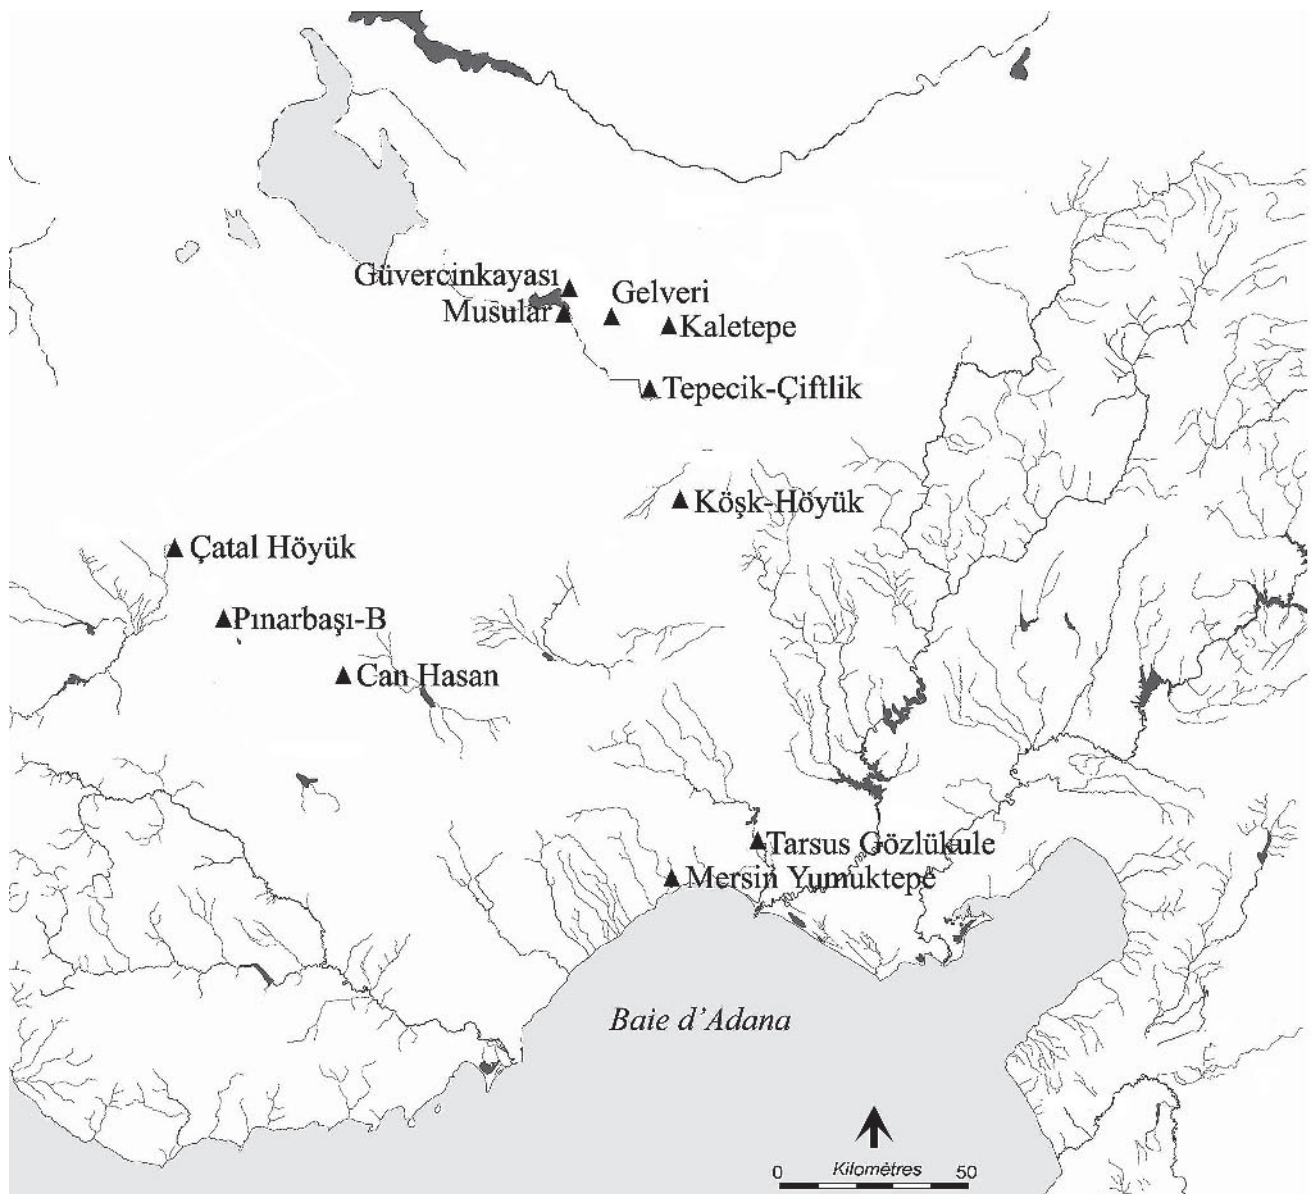 Güvercinkayası
Gelveri
Musular
Kaletepe
Tepecik-Çiftlik
Köşk-Höyük
Çatal Höyük
Pınarbaşı-B
Can Hasan
Tarsus Gözlükule
Mersin Yumuktepe
Baie d'Adana
0 Kilomètres 50